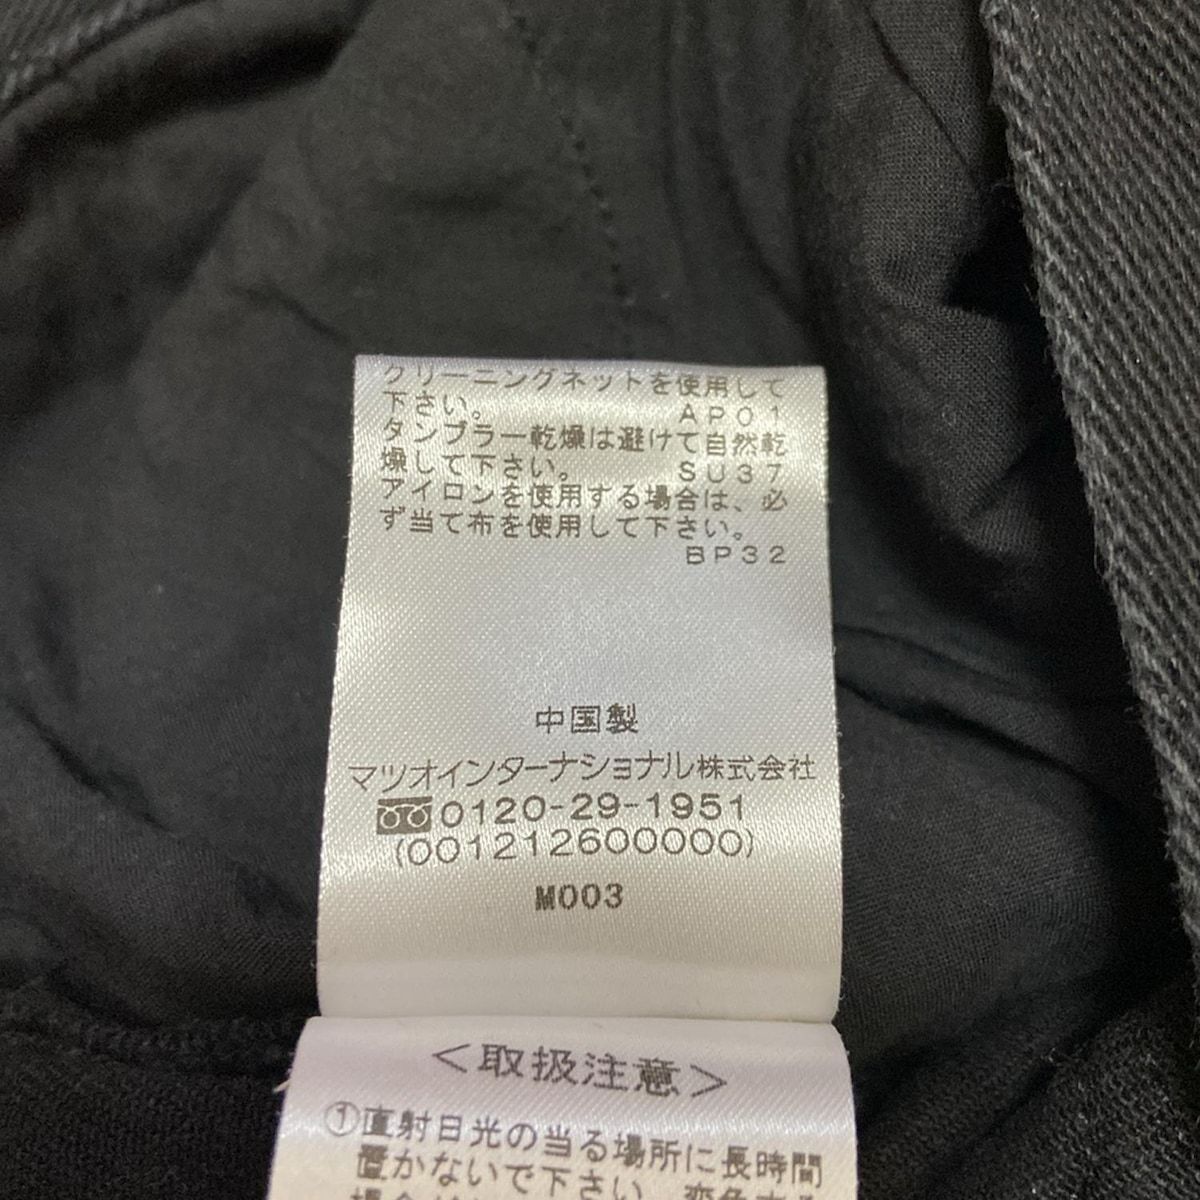 クリーニングネットを使用して
下さい。 AP01
タンブラー乾燥は避けて自然乾
燥して下さい。 SU37
アイロンを使用する場合は、必
ず当て布を使用して下さい。
BP32
中国製
マツオインターナショナル株式会社
0120-29-1951
(001212600000)
M003
<取扱注意>
①直射日光の当る場所に長時間
置かないで下さい。変色する